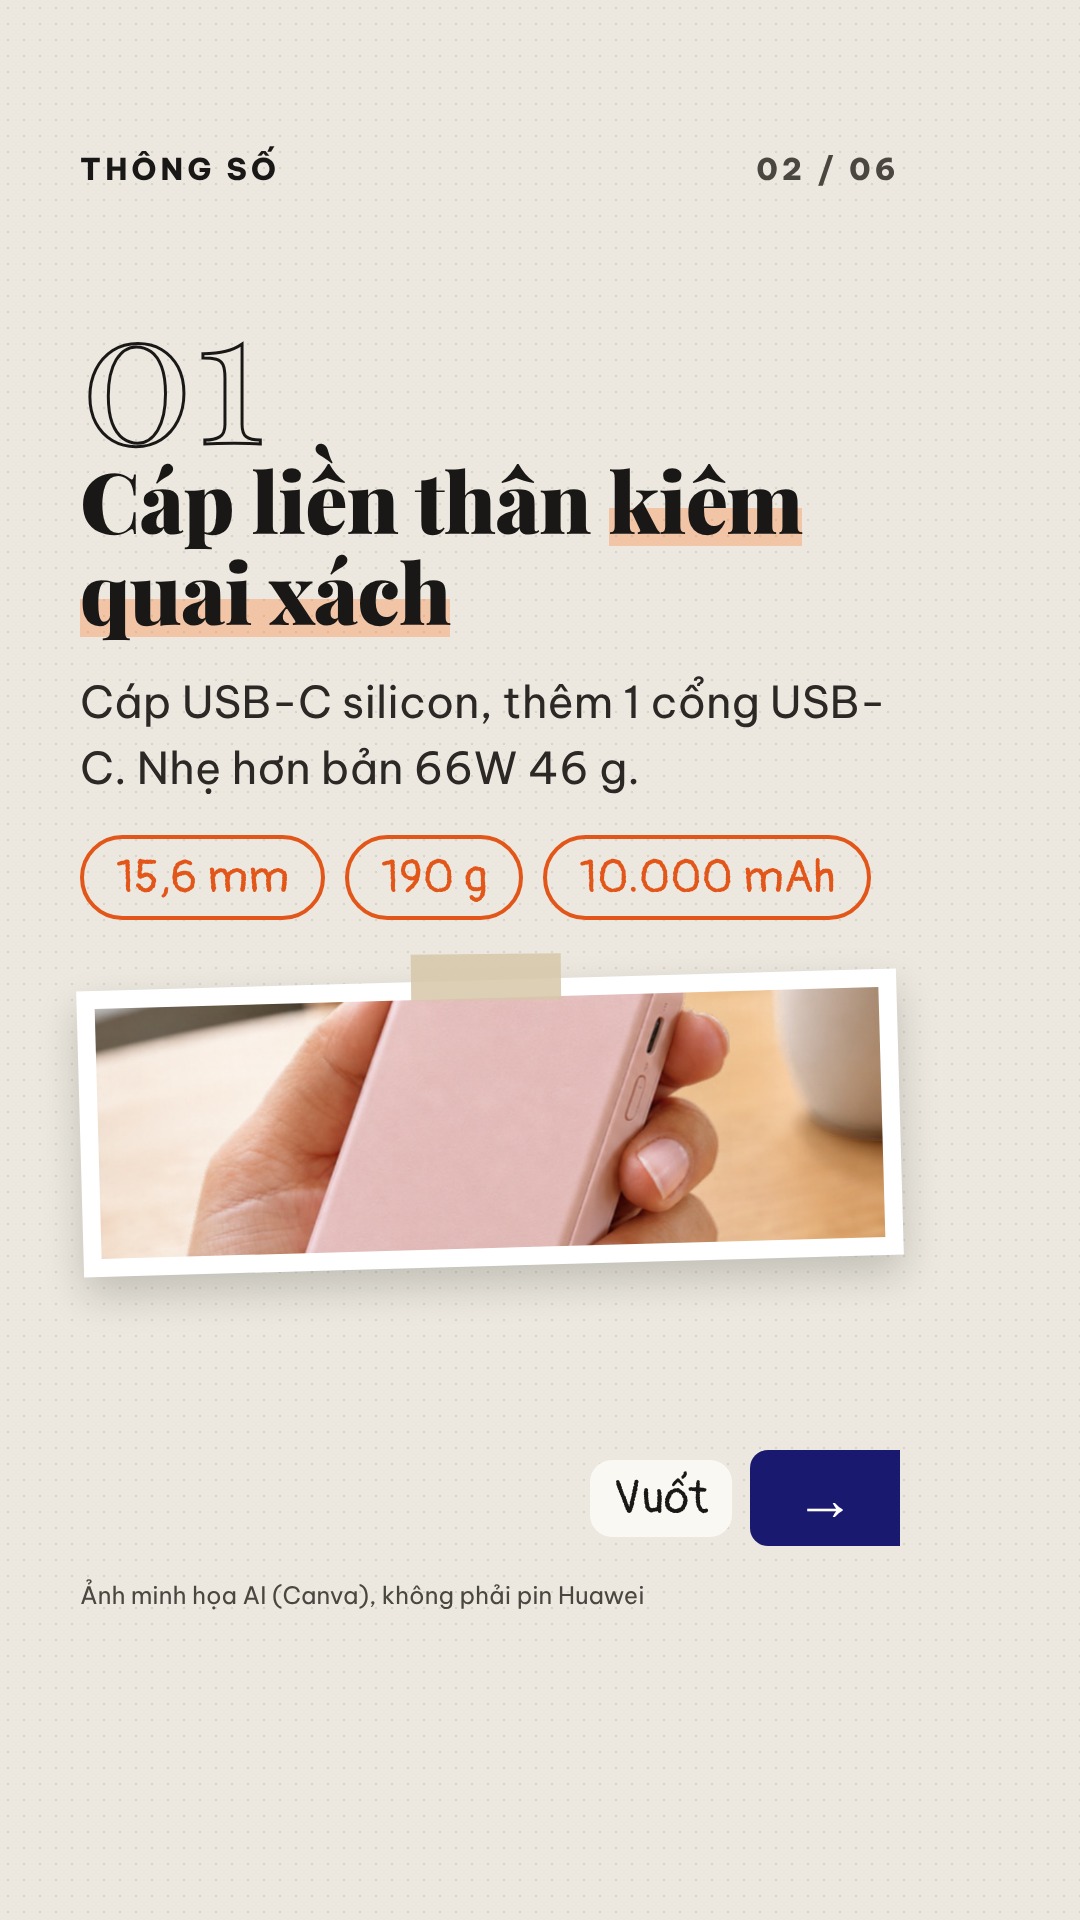 THÔNG SỐ
02 / 06
01
Cáp liền thân kiêm
quai xách
Cáp USB-C silicon, thêm 1 cổng USB-
C. Nhẹ hơn bản 66W 46 g.
15,6 mm
190 g
10.000 mAh
Vuốt →
Ảnh minh họa AI (Canva), không phải pin Huawei